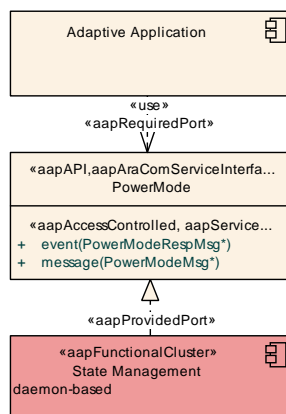 Adaptive Application
«use»
«aapRequiredPort»
«aapAPI,aapAraComServiceInterfa...
PowerMode
«aapAccessControlled, aapService...
+ event(PowerModeRespMsg*)
+ message(PowerModeMsg*)
«aapProvidedPort»
«aapFunctionalCluster»
State Management
daemon-based